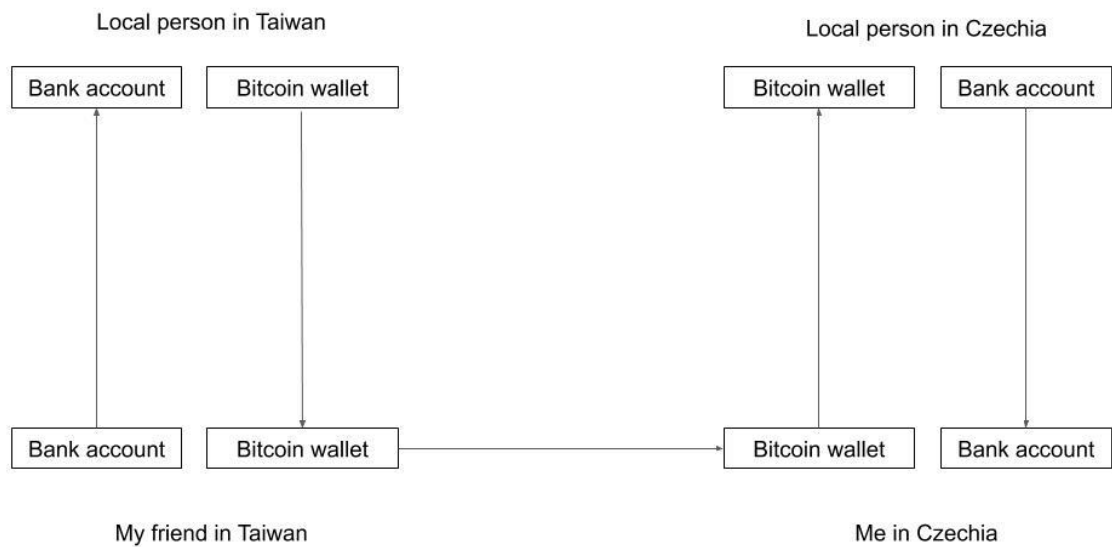 Local person in Taiwan
Local person in Czechia
Bank account
Bitcoin wallet
Bitcoin wallet
Bank account
Bank account
Bitcoin wallet
Bitcoin wallet
Bank account
My friend in Taiwan
Me in Czechia